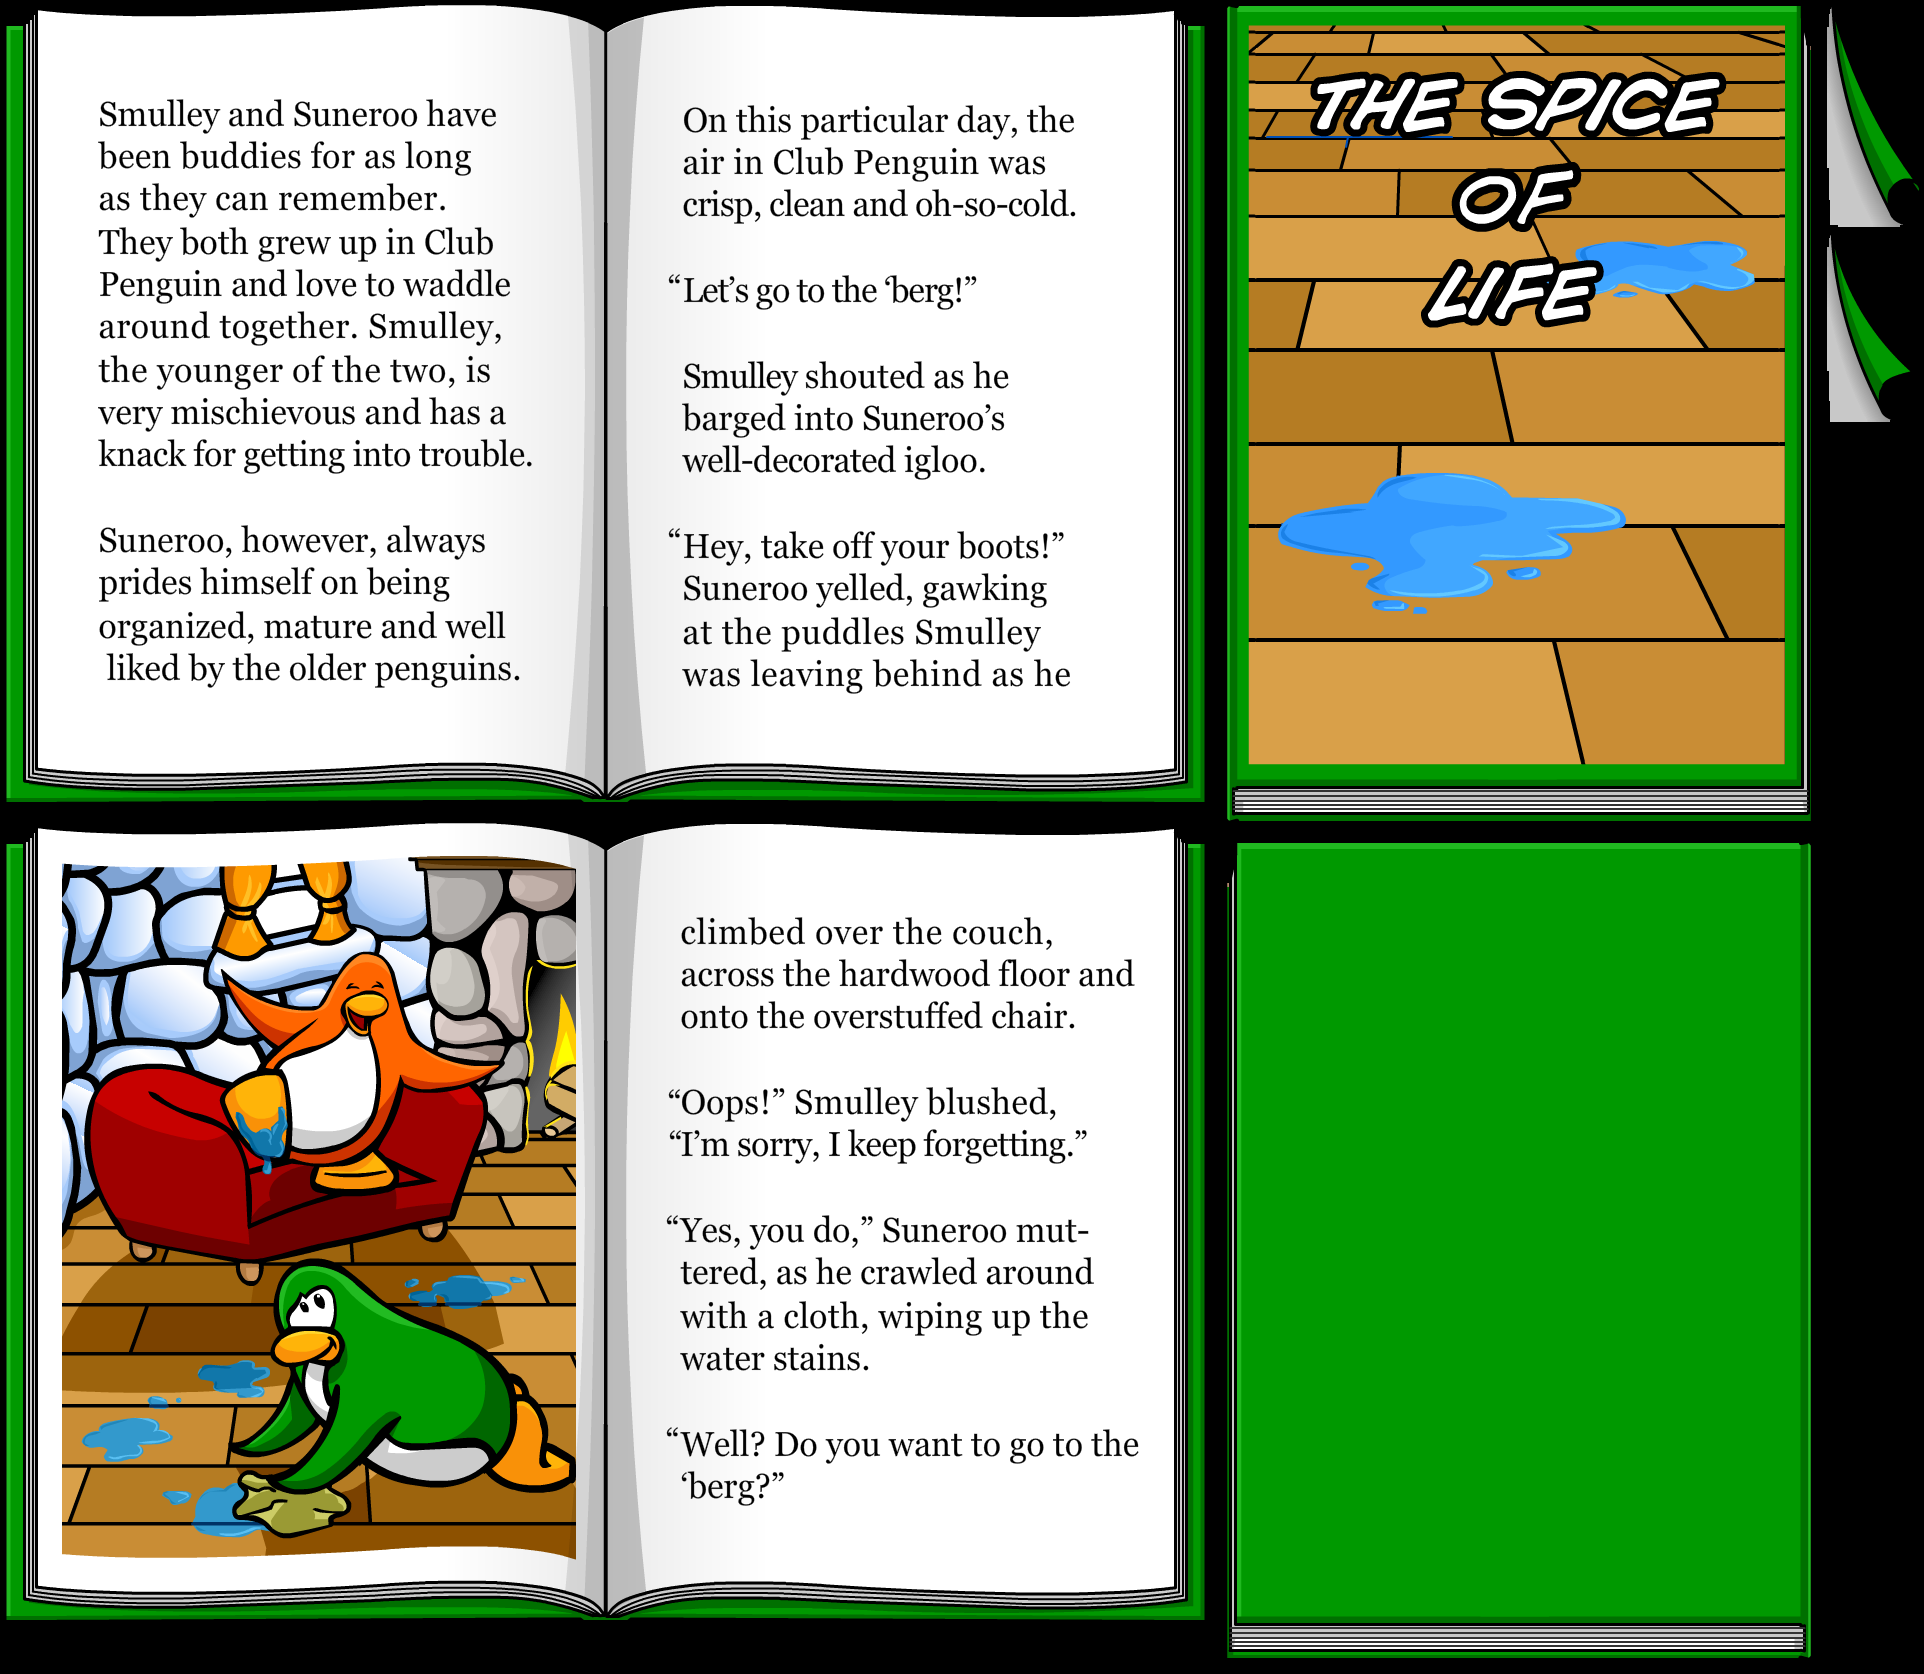 Smulley and Suneroo have
been buddies for as long
as they can remember.
They both grew up in Club
Penguin and love to waddle
around together. Smulley,
the younger of the two, is
very mischievous and has a
knack for getting into trouble.
Suneroo, however, always
prides himself on being
organized, mature and well
liked by the older penguins.
On this particular day, the
air in Club Penguin was
crisp, clean and oh-so-cold.
“Let’s go to the ‘berg!”
Smulley shouted as he
barged into Suneroo’s
well-decorated igloo.
“Hey, take off your boots!”
Suneroo yelled, gawking
at the puddles Smulley
was leaving behind as he
THE SPICE
OF
LIFE
climbed over the couch,
across the hardwood floor and
onto the overstuffed chair.
“Oops!” Smulley blushed,
“I’m sorry, I keep forgetting.”
“Yes, you do,” Suneroo mut-
tered, as he crawled around
with a cloth, wiping up the
water stains.
“Well? Do you want to go to the
‘berg?”